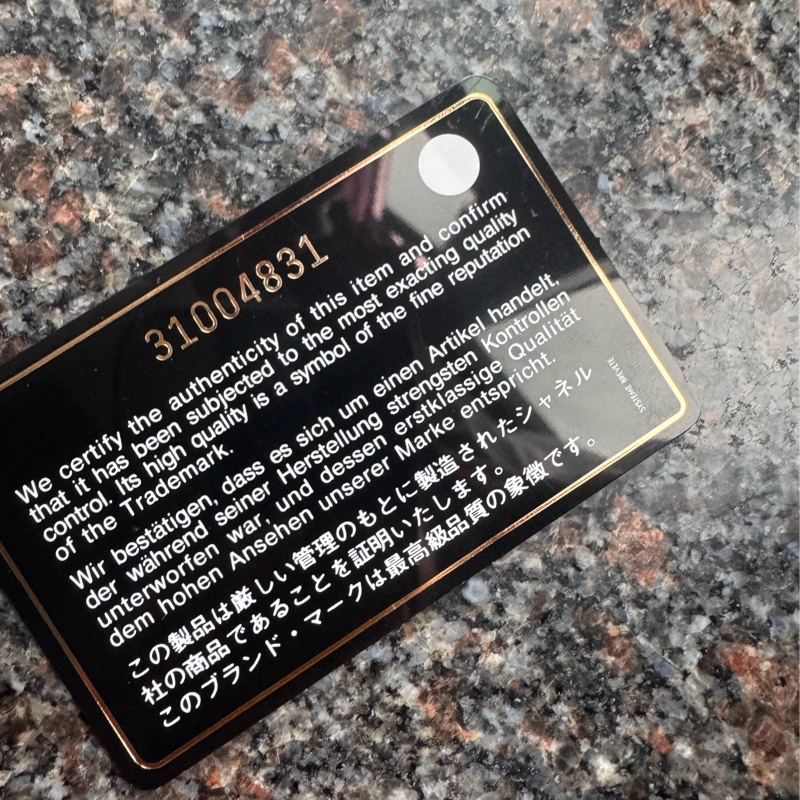 31004831
We certify the authenticity of this item and confirm
that it has been subjected to the most exacting quality
control. Its high quality is a symbol of the fine reputation
of the Trademark.
Wir bestätigen, dass es sich um einen Artikel handelt,
der während seiner Herstellung strengsten Kontrollen
unterworfen war, und dessen erstklassige Qualität
dem hohen Ansehen unserer Marke entspricht.
この製品は厳しい管理のもとに製造されたシャネル
社の商品であることを証明いたします。
このブランド・マークは最高級品質の象徴です。
SYSTEME BREVETE